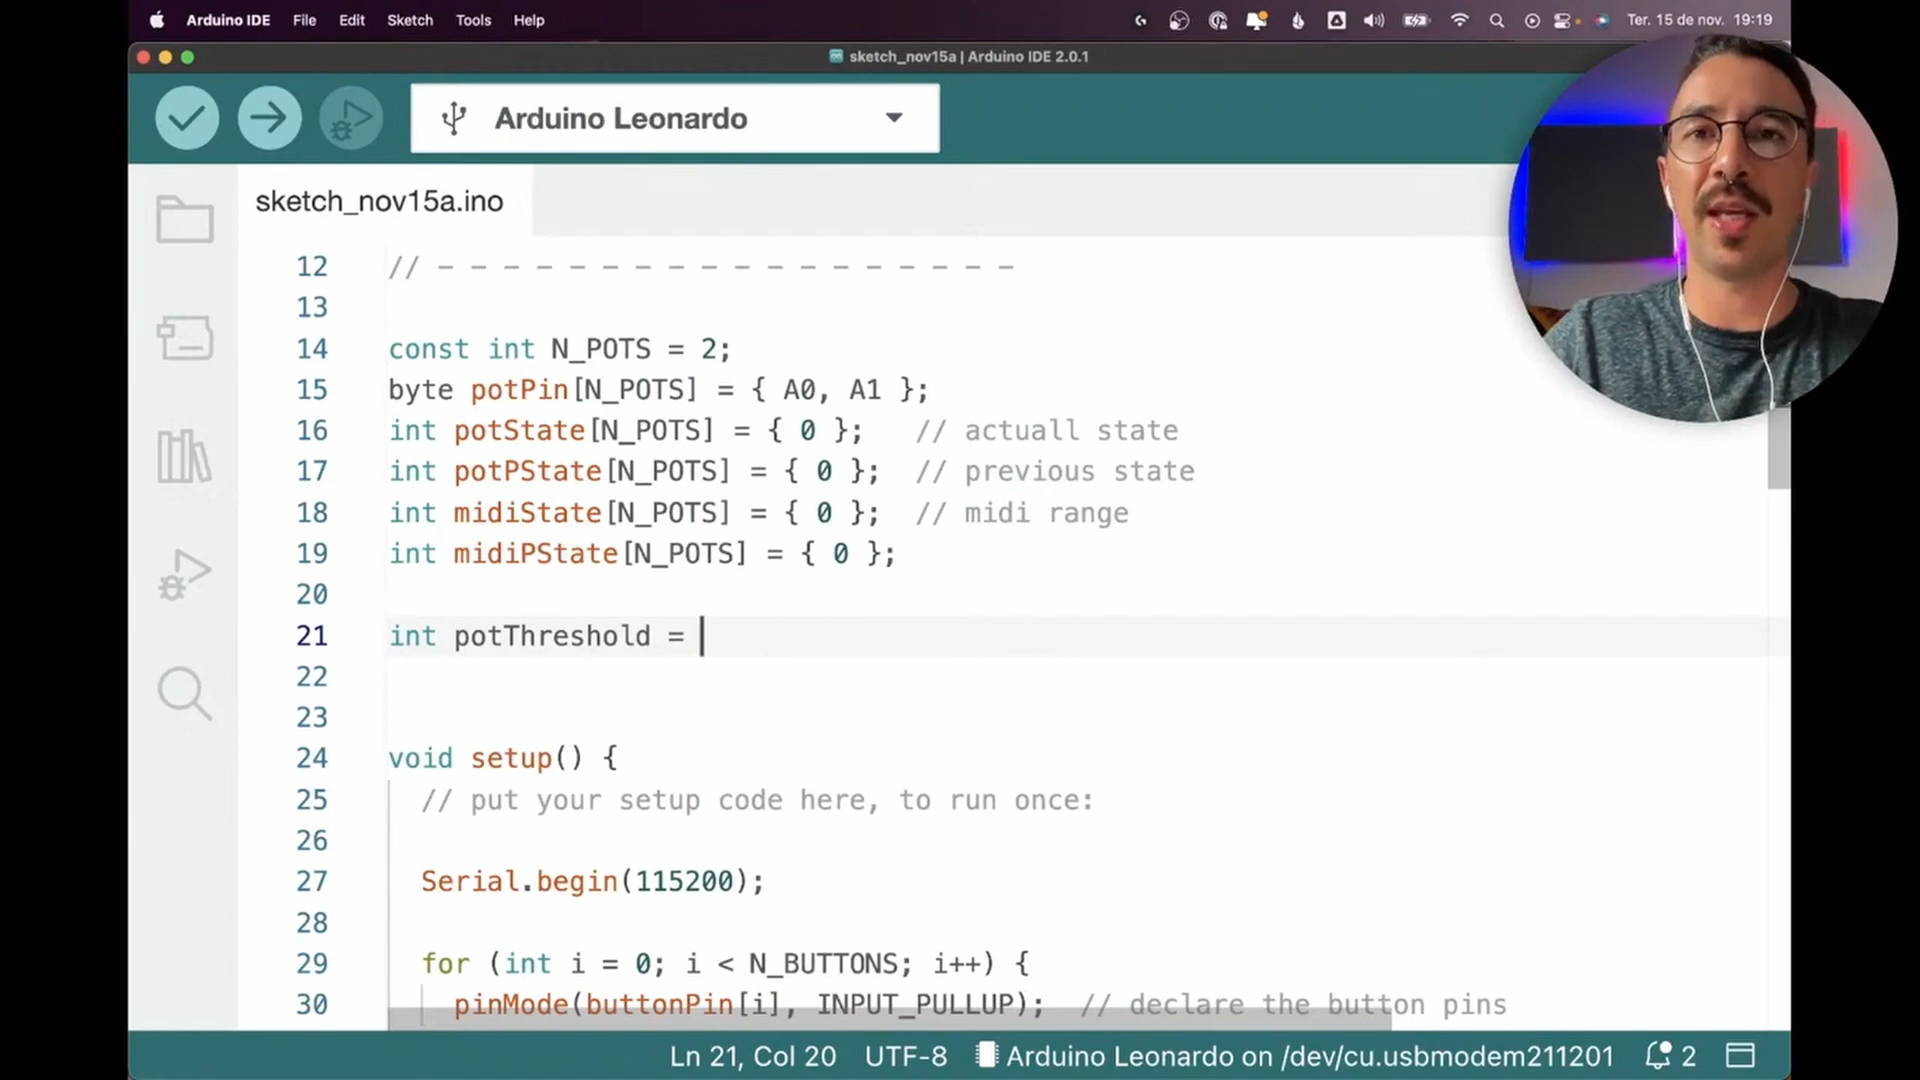 Arduino IDE File Edit Sketch Tools Help Ter. 15 de nov. 19:19
sketch_nov15a | Arduino IDE 2.0.1
Arduino Leonardo
sketch_nov15a.ino
12 // - - - - - - - - - - - - - - - - - -
13
14 const int N_POTS = 2;
15 byte potPin[N_POTS] = { A0, A1 };
16 int potState[N_POTS] = { 0 }; // actuall state
17 int potPState[N_POTS] = { 0 }; // previous state
18 int midiState[N_POTS] = { 0 }; // midi range
19 int midiPState[N_POTS] = { 0 };
20
21 int potThreshold =
22
23
24 void setup() {
25 // put your setup code here, to run once:
26
27 Serial.begin(115200);
28
29 for (int i = 0; i < N_BUTTONS; i++) {
30 pinMode(buttonPin[i], INPUT_PULLUP); // declare the button pins
Ln 21, Col 20 UTF-8 Arduino Leonardo on /dev/cu.usbmodem211201 2